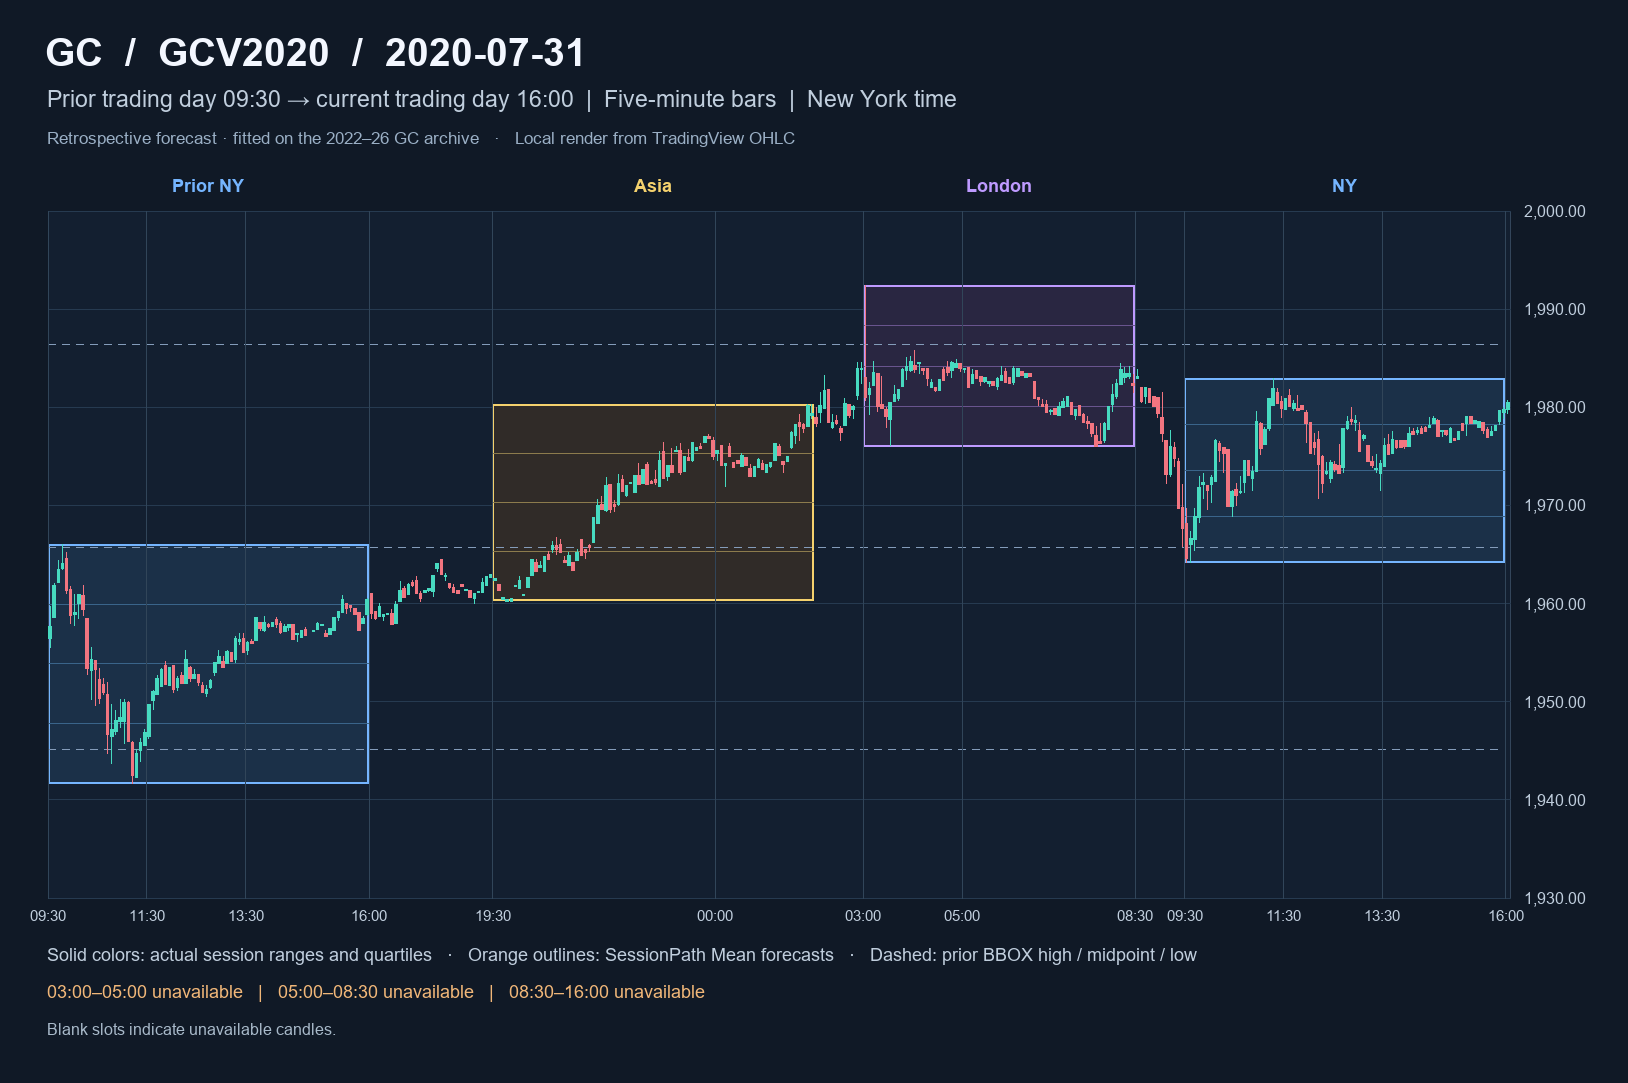 GC / GCV2020 / 2020-07-31
Prior trading day 09:30 → current trading day 16:00 | Five-minute bars | New York time
Retrospective forecast · fitted on the 2022–26 GC archive · Local render from TradingView OHLC
Prior NY Asia London NY
2,000.00
1,990.00
1,980.00
1,970.00
1,960.00
1,950.00
1,940.00
1,930.00
09:30 11:30 13:30 16:00 19:30 00:00 03:00 05:00 08:30 09:30 11:30 13:30 16:00
Solid colors: actual session ranges and quartiles · Orange outlines: SessionPath Mean forecasts · Dashed: prior BBOX high / midpoint / low
03:00–05:00 unavailable | 05:00–08:30 unavailable | 08:30–16:00 unavailable
Blank slots indicate unavailable candles.